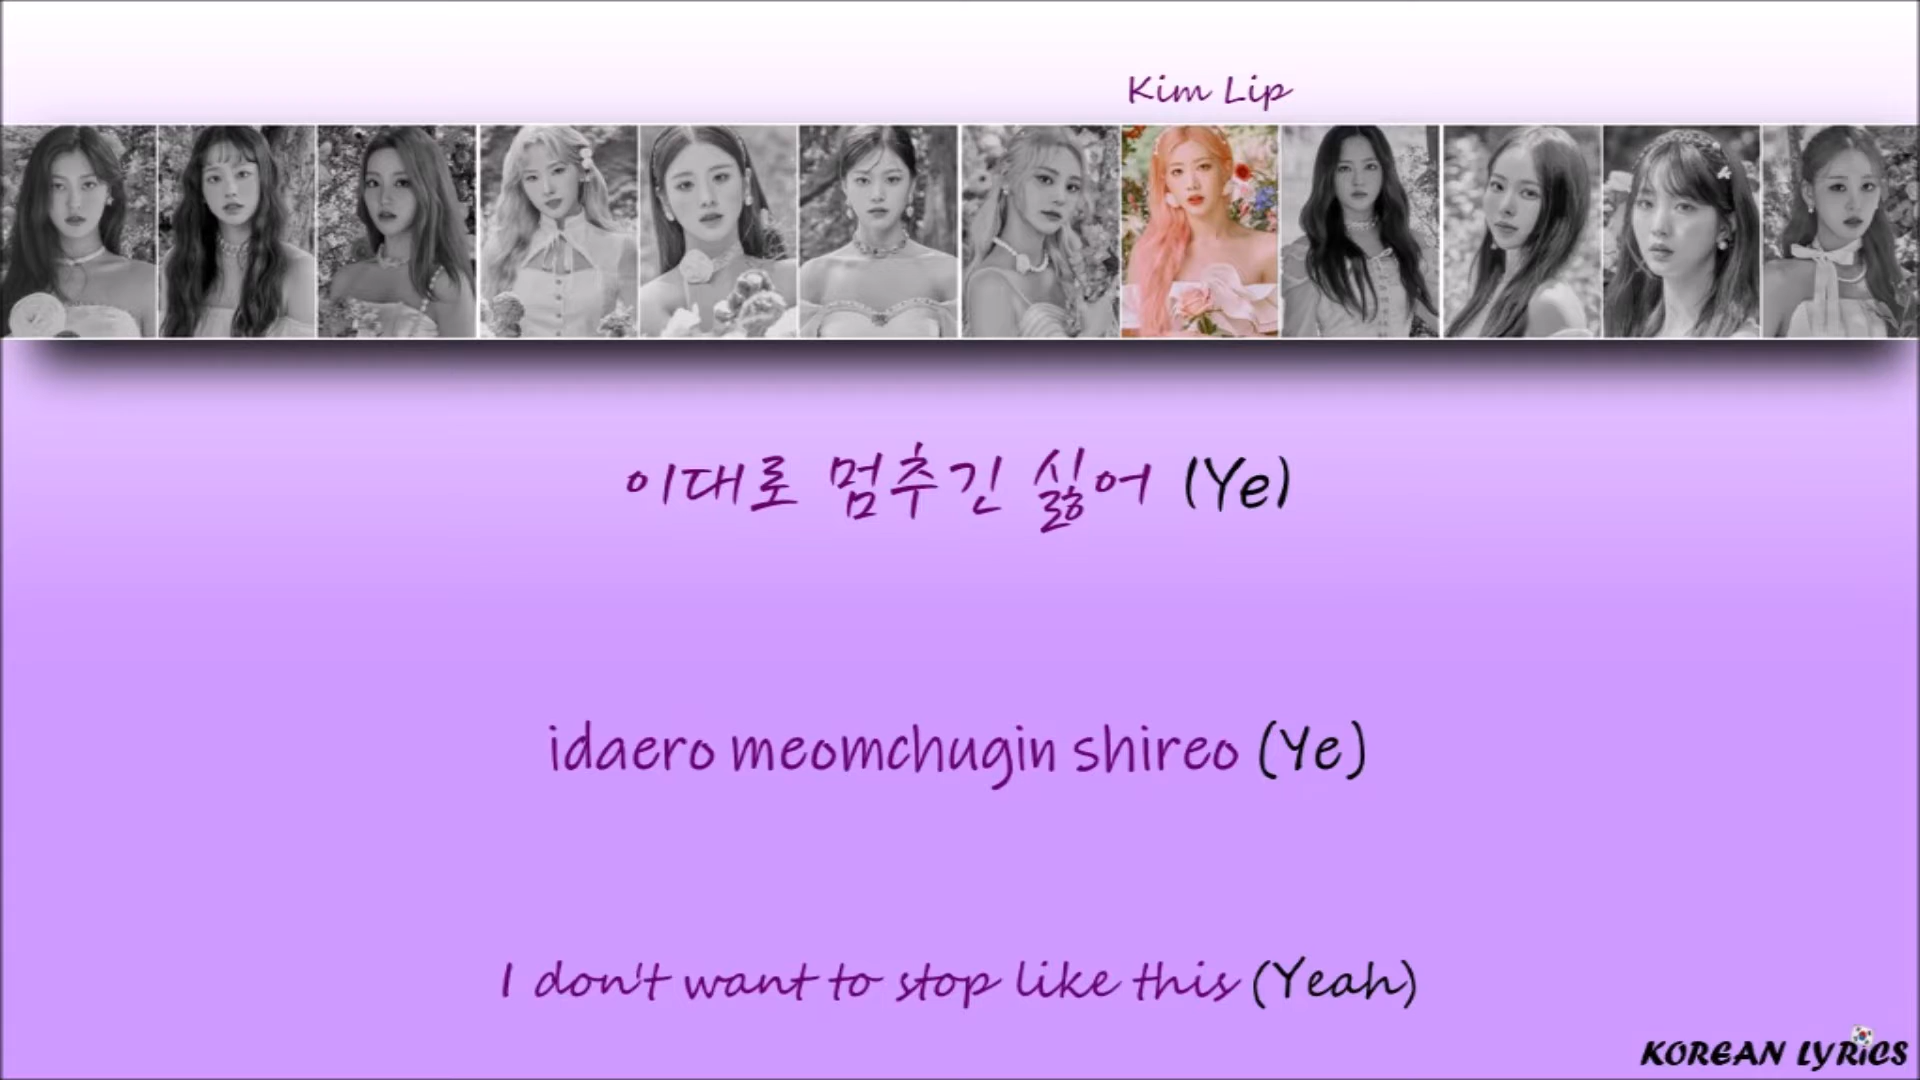 Kim Lip
이대로 멈추긴 싫어 (Ye)
idaero meomchugin shireo (Ye)
I don't want to stop like this (Yeah)
KOREAN LYRiCS